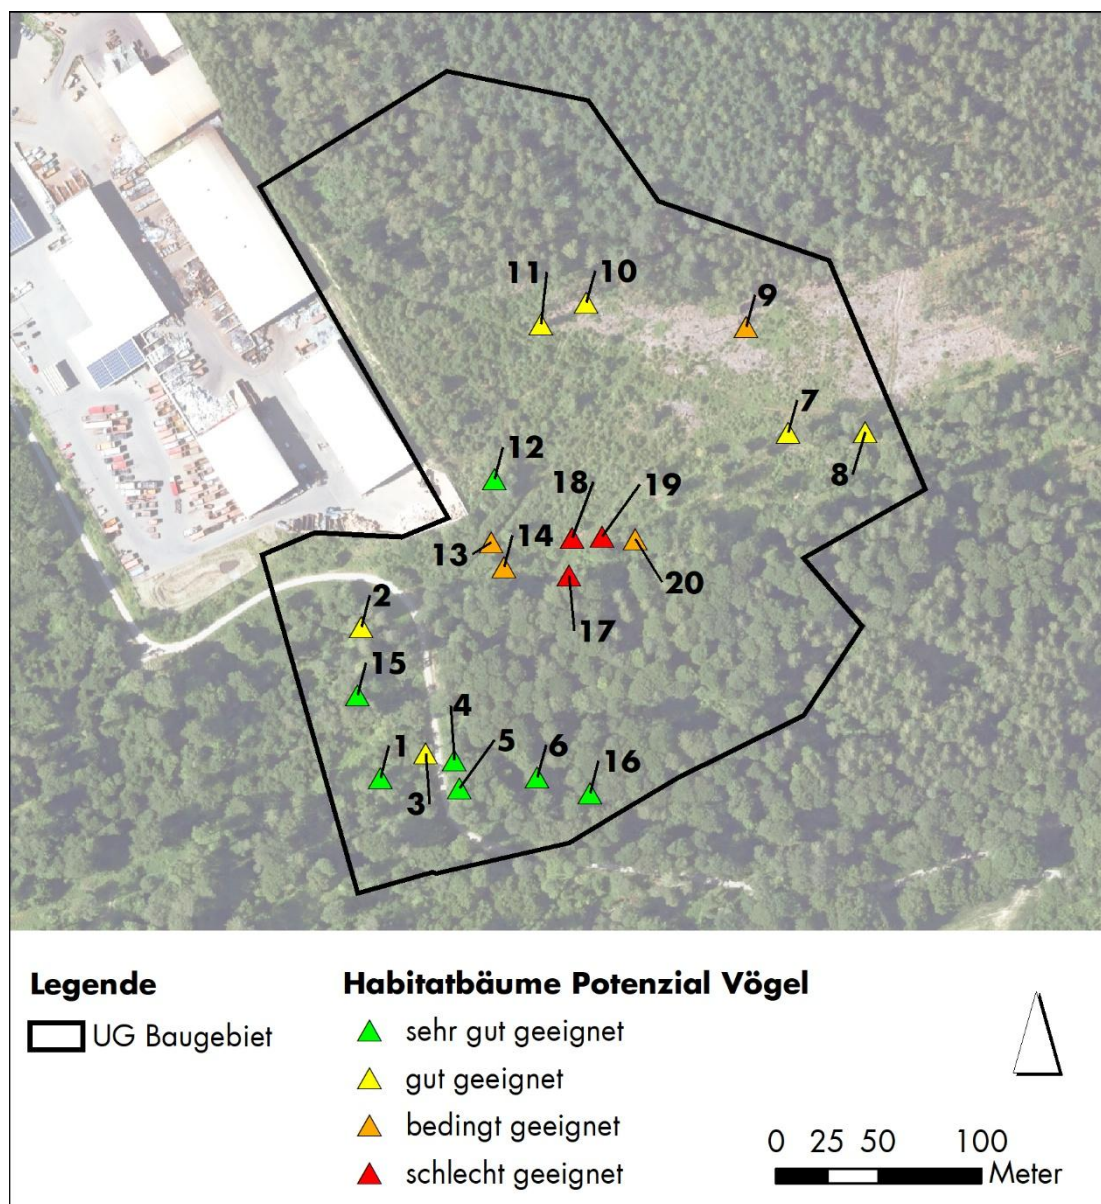 11
10
9
7
8
12
18
19
13
14
20
2
17
15
4
1
5
6
16
3
Legende
UG Baugebiet
Habitatbäume Potenzial Vögel
sehr gut geeignet
gut geeignet
bedingt geeignet
schlecht geeignet
0 25 50 100
Meter